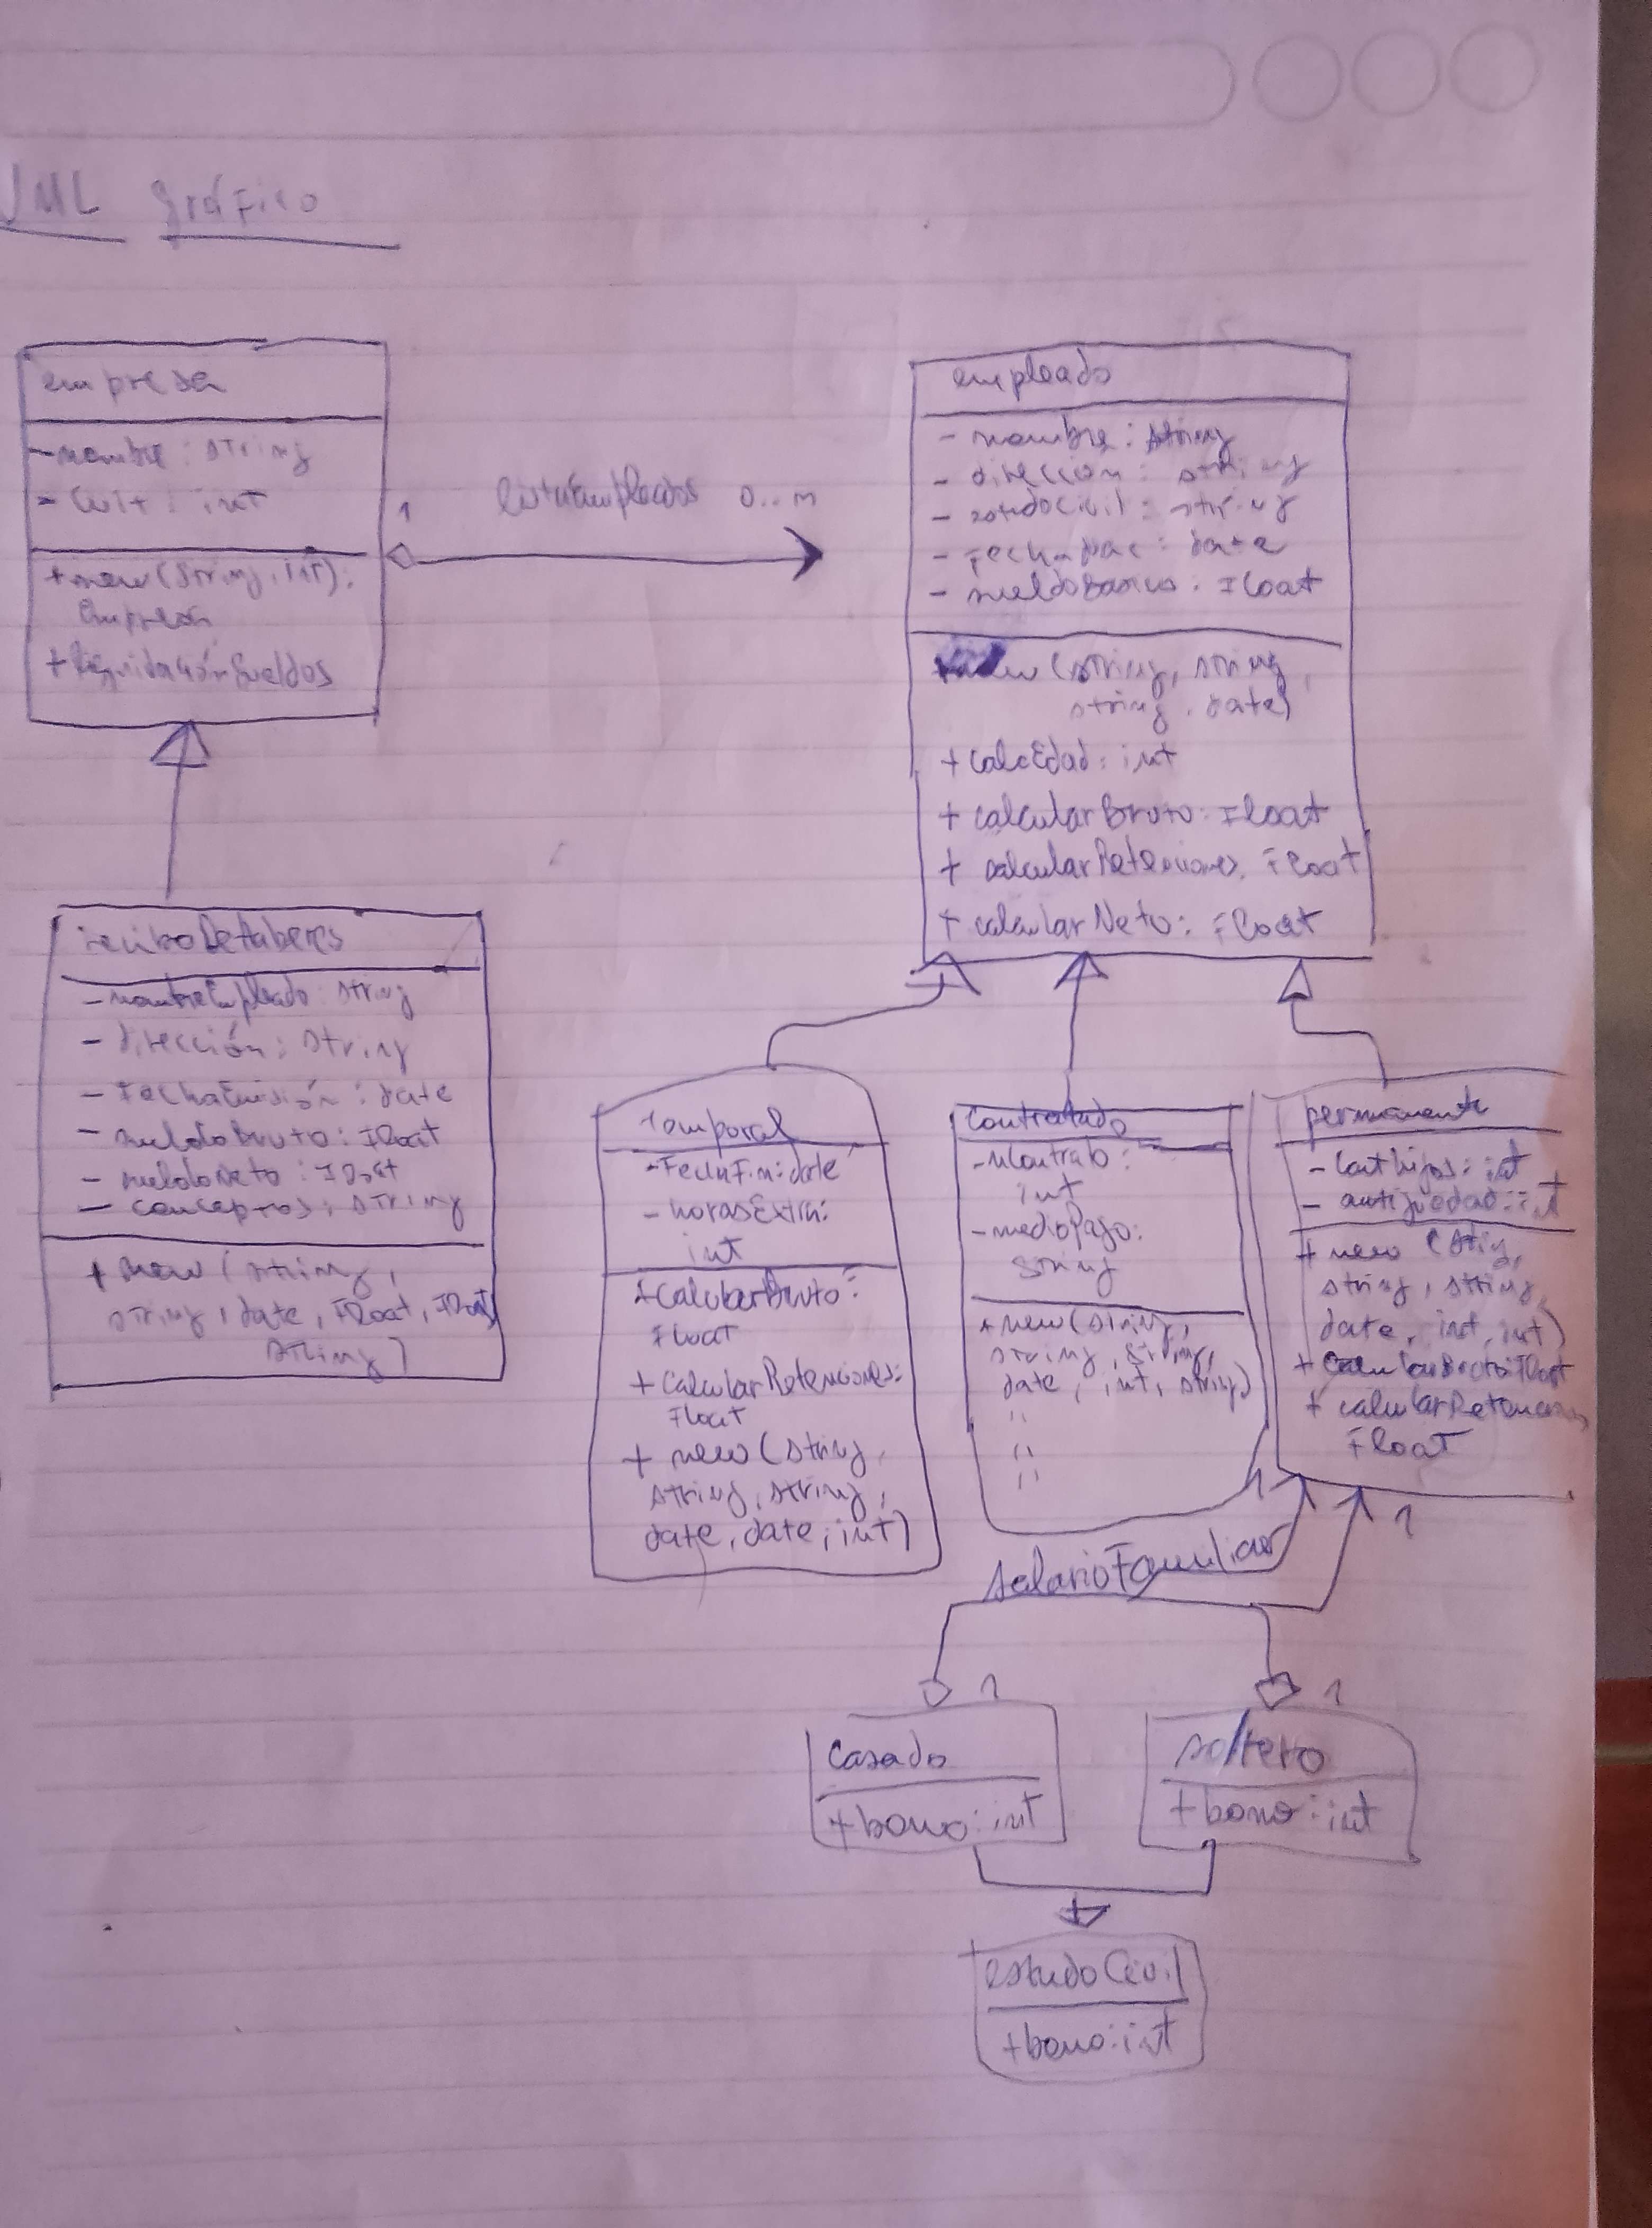 UML gráfico
empresa
- nombre : string
- cuit : int
+ new (String, int) :
Empresa
+ liquidaciónSueldos
1 listaEmpleados 0..m
empleado
- nombre : string
- dirección : string
- estadoCivil : string
- fechaNac : date
- sueldoBasico : Float
+ new (string, string,
string, date)
+ calcEdad : int
+ calcularBruto : Float
+ calcularRetenciones : Float
+ calcularNeto : Float
reciboDeHaberes
- nombreEmpleado : string
- dirección : string
- fechaEmisión : date
- sueldoBruto : Float
- sueldoNeto : Float
- conceptos : string
+ new (string,
string, date, Float, Float,
string)
temporal
- FechaFin : date
- horasExtra :
int
+ calcularBruto :
Float
+ calcularRetenciones :
Float
+ new (string,
string, string,
date, date, int)
contratado
- nContrato :
int
- medioPago :
string
+ new (string,
string, string,
date, int, string)
"
"
"
permanente
- cantHijos : int
- antigüedad : int
+ new (string,
string, string,
date, int, int)
+ calcularBruto : Float
+ calcularRetenciones
Float
1
1
salarioFamiliar
1
1
casado
+ bono : int
soltero
+ bono : int
estadoCivil
+ bono : int